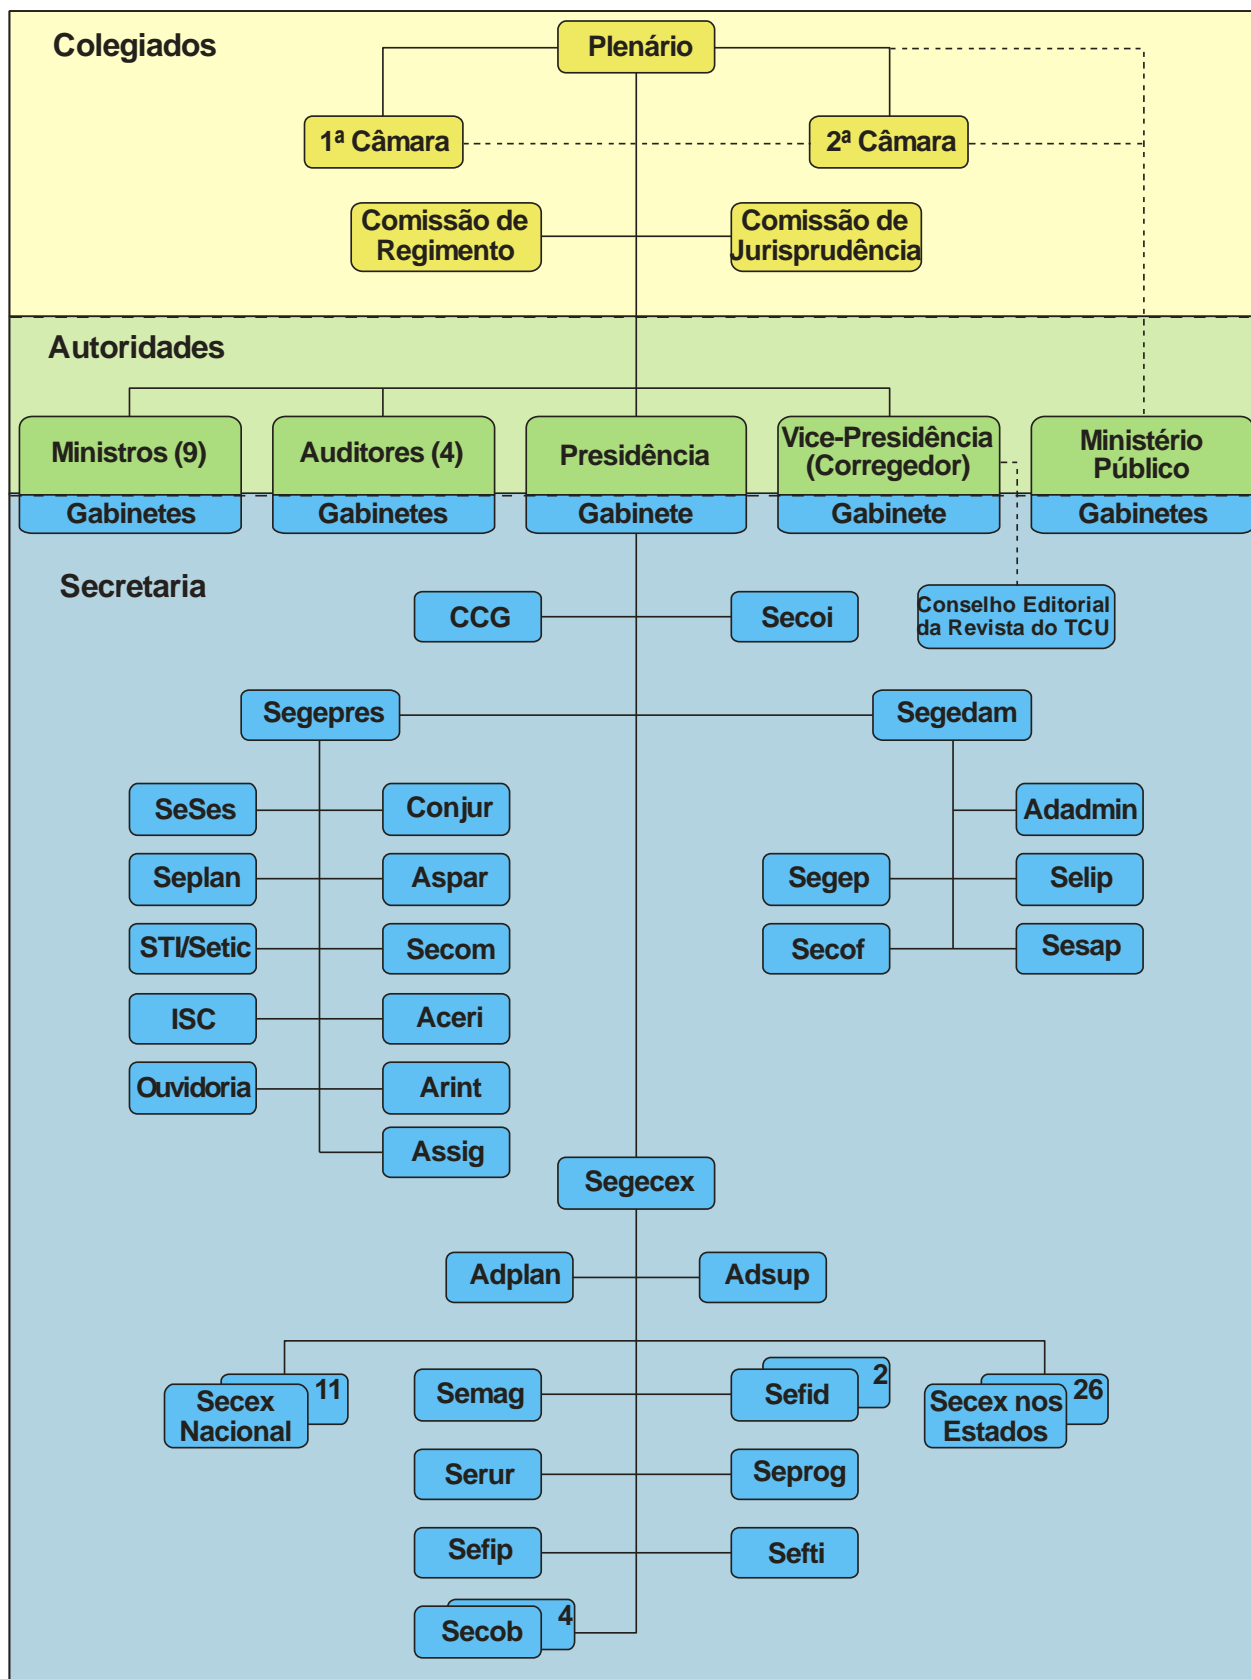 Colegiados
Plenário
1ª Câmara
2ª Câmara
Comissão de
Regimento
Comissão de
Jurisprudência
Autoridades
Ministros (9)
Auditores (4)
Presidência
Vice-Presidência
(Corregedor)
Ministério
Público
Gabinetes
Gabinetes
Gabinete
Gabinete
Gabinetes
Secretaria
CCG
Secoi
Conselho Editorial
da Revista do TCU
Segepres
Segedam
SeSes
Conjur
Adadmin
Seplan
Aspar
Segep
Selip
STI/Setic
Secom
Secof
Sesap
ISC
Aceri
Ouvidoria
Arint
Assig
Segecex
Adplan
Adsup
11
Secex
Nacional
Semag
2
Sefid
26
Secex nos
Estados
Serur
Seprog
Sefip
Sefti
4
Secob